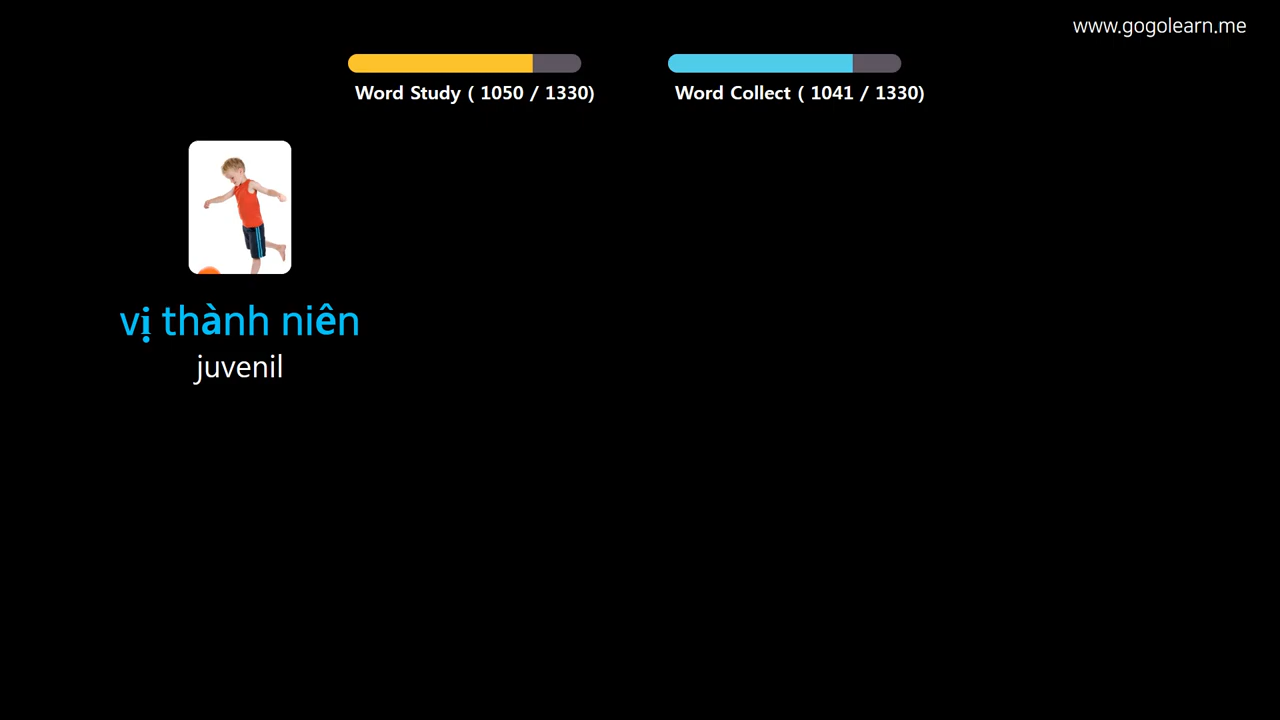 www.gogolearn.me
Word Study ( 1050 / 1330)
Word Collect ( 1041 / 1330)
vị thành niên
juvenil